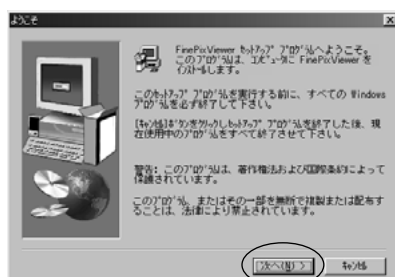 ようこそ
FinePixViewer ｾｯﾄｱｯﾌﾟ ﾌﾟﾛｸﾞﾗﾑへようこそ。
このﾌﾟﾛｸﾞﾗﾑは、ｺﾝﾋﾟｭｰﾀに FinePixViewer を
ｲﾝｽﾄｰﾙします。
このｾｯﾄｱｯﾌﾟ ﾌﾟﾛｸﾞﾗﾑを実行する前に、すべての Windows
ﾌﾟﾛｸﾞﾗﾑを必ず終了して下さい。
[ｷｬﾝｾﾙ]ﾎﾞﾀﾝをｸﾘｯｸしｾｯﾄｱｯﾌﾟ ﾌﾟﾛｸﾞﾗﾑを終了した後、現
在使用中のﾌﾟﾛｸﾞﾗﾑをすべて終了させて下さい。
警告: このﾌﾟﾛｸﾞﾗﾑは、著作権法および国際条約によって
保護されています。
このﾌﾟﾛｸﾞﾗﾑ、またはその一部を無断で複製または配布す
ることは、法律により禁止されています。
次へ(N) >
ｷｬﾝｾﾙ